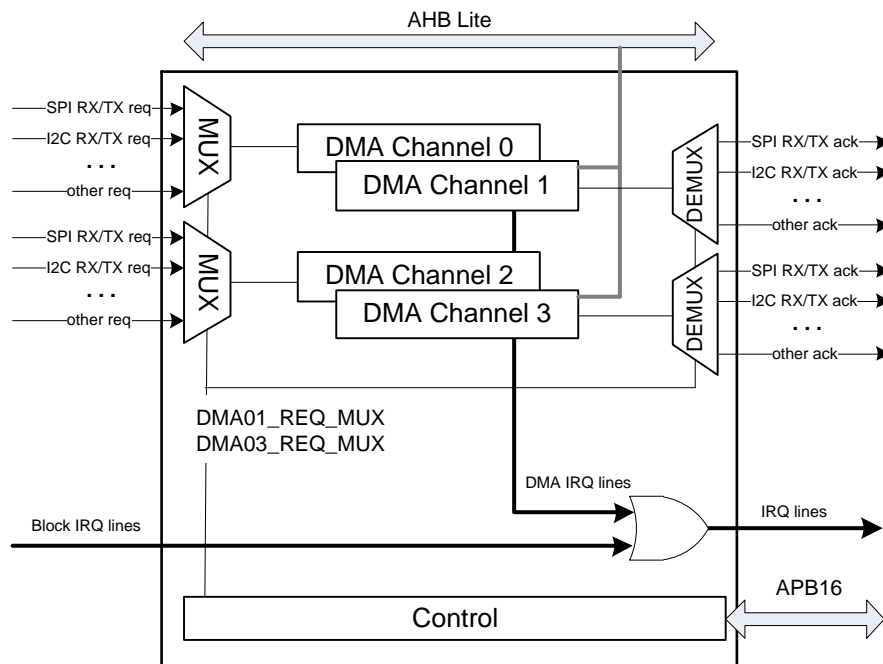 AHB Lite
SPI RX/TX req
I2C RX/TX req
...
other req
MUX
DMA Channel 0
DMA Channel 1
DEMUX
SPI RX/TX ack
I2C RX/TX ack
...
other ack
SPI RX/TX req
I2C RX/TX req
...
other req
MUX
DMA Channel 2
DMA Channel 3
DEMUX
SPI RX/TX ack
I2C RX/TX ack
...
other ack
DMA01_REQ_MUX
DMA03_REQ_MUX
DMA IRQ lines
Block IRQ lines
IRQ lines
APB16
Control